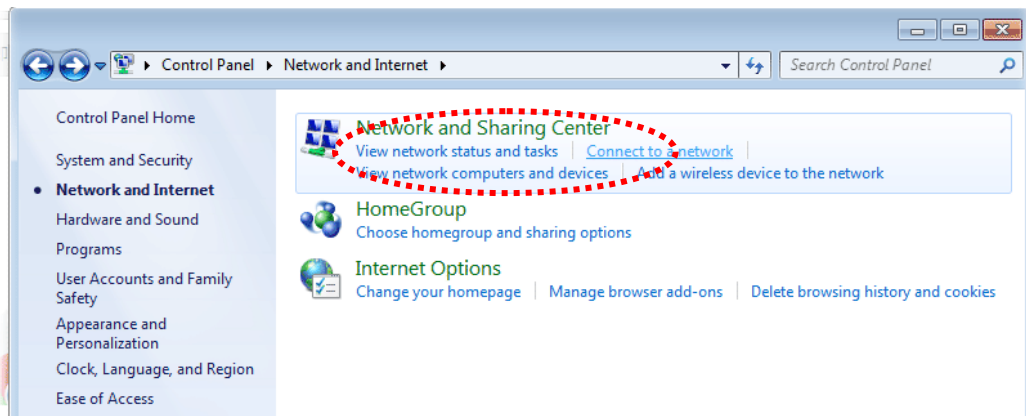 Control Panel Network and Internet Search Control Panel
Control Panel Home
System and Security
Network and Internet
Hardware and Sound
Programs
User Accounts and Family
Safety
Appearance and
Personalization
Clock, Language, and Region
Ease of Access
Network and Sharing Center
View network status and tasks Connect to a network
View network computers and devices Add a wireless device to the network
HomeGroup
Choose homegroup and sharing options
Internet Options
Change your homepage Manage browser add-ons Delete browsing history and cookies